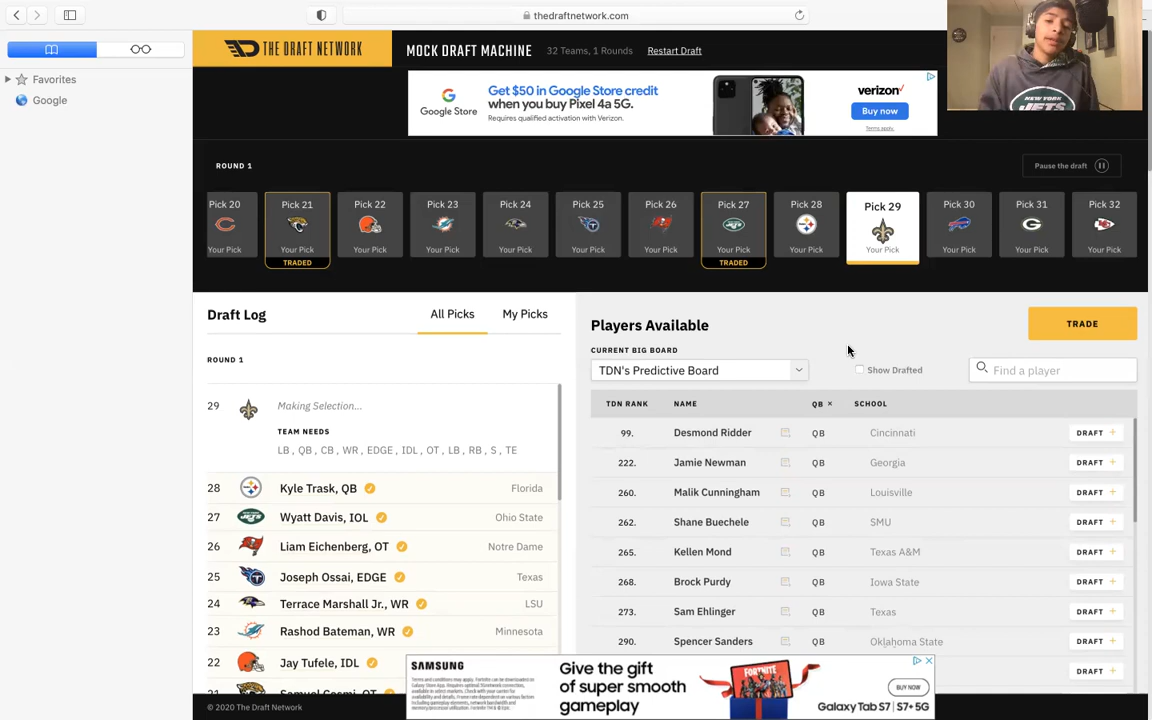 thedraftnetwork.com
THE DRAFT NETWORK
MOCK DRAFT MACHINE
32 Teams, 1 Rounds
Restart Draft
Favorites
Google
Google Store
Get $50 in Google Store credit
when you buy Pixel 4a 5G.
Requires qualified activation with Verizon.
verizon
Buy now
Terms apply.
NEW YORK
JETS
ROUND 1
Pause the draft
Pick 20
Your Pick
Pick 21
Your Pick
TRADED
Pick 22
Your Pick
Pick 23
Your Pick
Pick 24
Your Pick
Pick 25
Your Pick
Pick 26
Your Pick
Pick 27
Your Pick
TRADED
Pick 28
Your Pick
Pick 29
Your Pick
Pick 30
Your Pick
Pick 31
Your Pick
Pick 32
Your Pick
Draft Log
All Picks
My Picks
ROUND 1
29 Making Selection...
TEAM NEEDS
LB , QB , CB , WR , EDGE , IDL , OT , LB , RB , S , TE
28 Kyle Trask, QB Florida
27 Wyatt Davis, IOL Ohio State
26 Liam Eichenberg, OT Notre Dame
25 Joseph Ossai, EDGE Texas
24 Terrace Marshall Jr., WR LSU
23 Rashod Bateman, WR Minnesota
22 Jay Tufele, IDL
21 Samuel Cosmi, OT
Players Available
TRADE
CURRENT BIG BOARD
TDN's Predictive Board
Show Drafted
Find a player
TDN RANK NAME QB × SCHOOL
99. Desmond Ridder QB Cincinnati DRAFT +
222. Jamie Newman QB Georgia DRAFT +
260. Malik Cunningham QB Louisville DRAFT +
262. Shane Buechele QB SMU DRAFT +
265. Kellen Mond QB Texas A&M DRAFT +
268. Brock Purdy QB Iowa State DRAFT +
273. Sam Ehlinger QB Texas DRAFT +
290. Spencer Sanders QB Oklahoma State DRAFT +
DRAFT +
SAMSUNG
Give the gift
of super smooth
gameplay
FORTNITE
BUY NOW
Galaxy Tab S7 | S7+ 5G
© 2020 The Draft Network